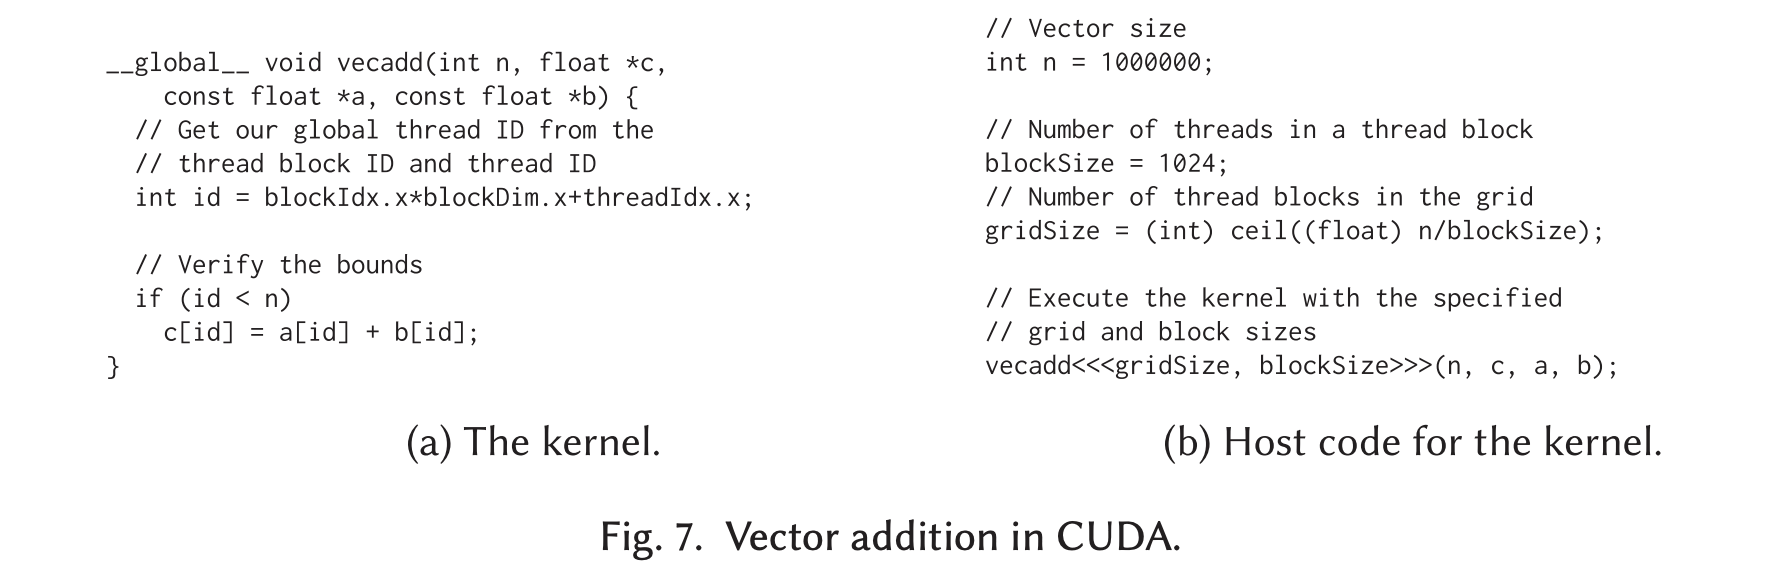 __global__ void vecadd(int n, float *c,
    const float *a, const float *b) {
  // Get our global thread ID from the
  // thread block ID and thread ID
  int id = blockIdx.x*blockDim.x+threadIdx.x;

  // Verify the bounds
  if (id < n)
    c[id] = a[id] + b[id];
}
(a) The kernel.
// Vector size
int n = 1000000;

// Number of threads in a thread block
blockSize = 1024;
// Number of thread blocks in the grid
gridSize = (int) ceil((float) n/blockSize);

// Execute the kernel with the specified
// grid and block sizes
vecadd<<<gridSize, blockSize>>>(n, c, a, b);
(b) Host code for the kernel.
Fig. 7. Vector addition in CUDA.